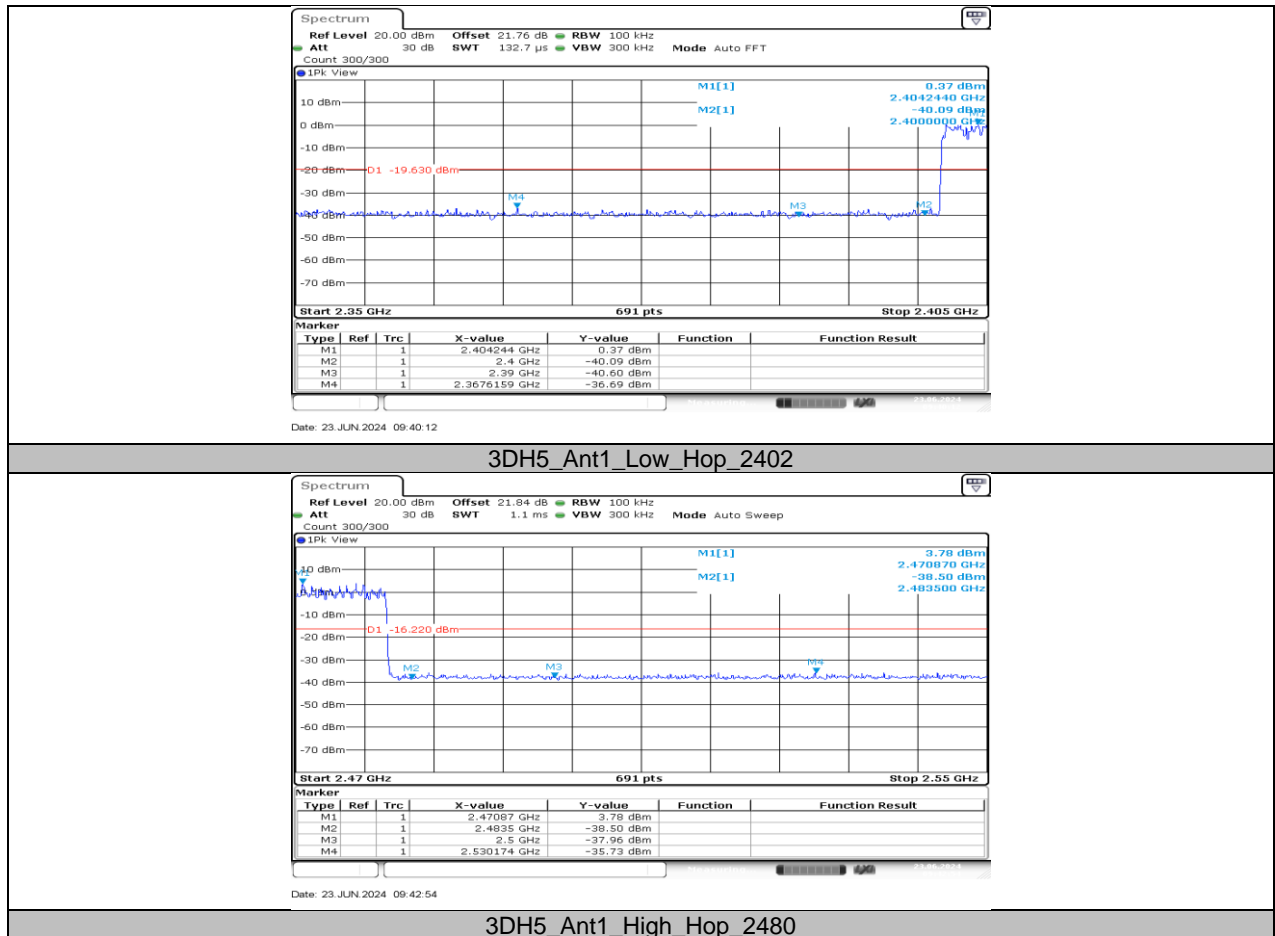 Spectrum
Ref Level 20.00 dBm Offset 21.76 dB RBW 100 kHz
Att 30 dB SWT 132.7 µs VBW 300 kHz Mode Auto FFT
Count 300/300
1Pk View
M1[1] 0.37 dBm
2.4042440 GHz
10 dBm
M2[1] -40.09 dBm
2.4000000 GHz
0 dBm
-10 dBm
-20 dBm D1 -19.630 dBm
-30 dBm
M4
M3 M2
-40 dBm
-50 dBm
-60 dBm
-70 dBm
Start 2.35 GHz 691 pts Stop 2.405 GHz
Marker
Type Ref Trc X-value Y-value Function Function Result
M1 1 2.404244 GHz 0.37 dBm
M2 1 2.4 GHz -40.09 dBm
M3 1 2.39 GHz -40.60 dBm
M4 1 2.3676159 GHz -36.69 dBm
Date: 23.JUN.2024 09:40:12
3DH5_Ant1_Low_Hop_2402
Spectrum
Ref Level 20.00 dBm Offset 21.84 dB RBW 100 kHz
Att 30 dB SWT 1.1 ms VBW 300 kHz Mode Auto Sweep
Count 300/300
1Pk View
M1[1] 3.78 dBm
2.470870 GHz
10 dBm
M1
M2[1] -38.50 dBm
2.483500 GHz
0 dBm
-10 dBm
D1 -16.220 dBm
-20 dBm
-30 dBm
M2 M3 M4
-40 dBm
-50 dBm
-60 dBm
-70 dBm
Start 2.47 GHz 691 pts Stop 2.55 GHz
Marker
Type Ref Trc X-value Y-value Function Function Result
M1 1 2.47087 GHz 3.78 dBm
M2 1 2.4835 GHz -38.50 dBm
M3 1 2.5 GHz -37.96 dBm
M4 1 2.530174 GHz -35.73 dBm
Date: 23.JUN.2024 09:42:54
3DH5_Ant1_High_Hop_2480